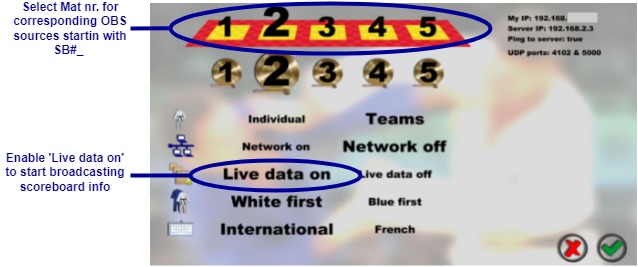 Select Mat nr. for
corresponding OBS
sources startin with
SB#_
1 2 3 4 5
My IP: 192.168.
Server IP: 192.168.2.3
Ping to server: true
UDP ports: 4102 & 5000
1 2 3 4 5
Individual Teams
Network on Network off
Enable 'Live data on'
to start broadcasting
scoreboard info
Live data on Live data off
White first Blue first
International French